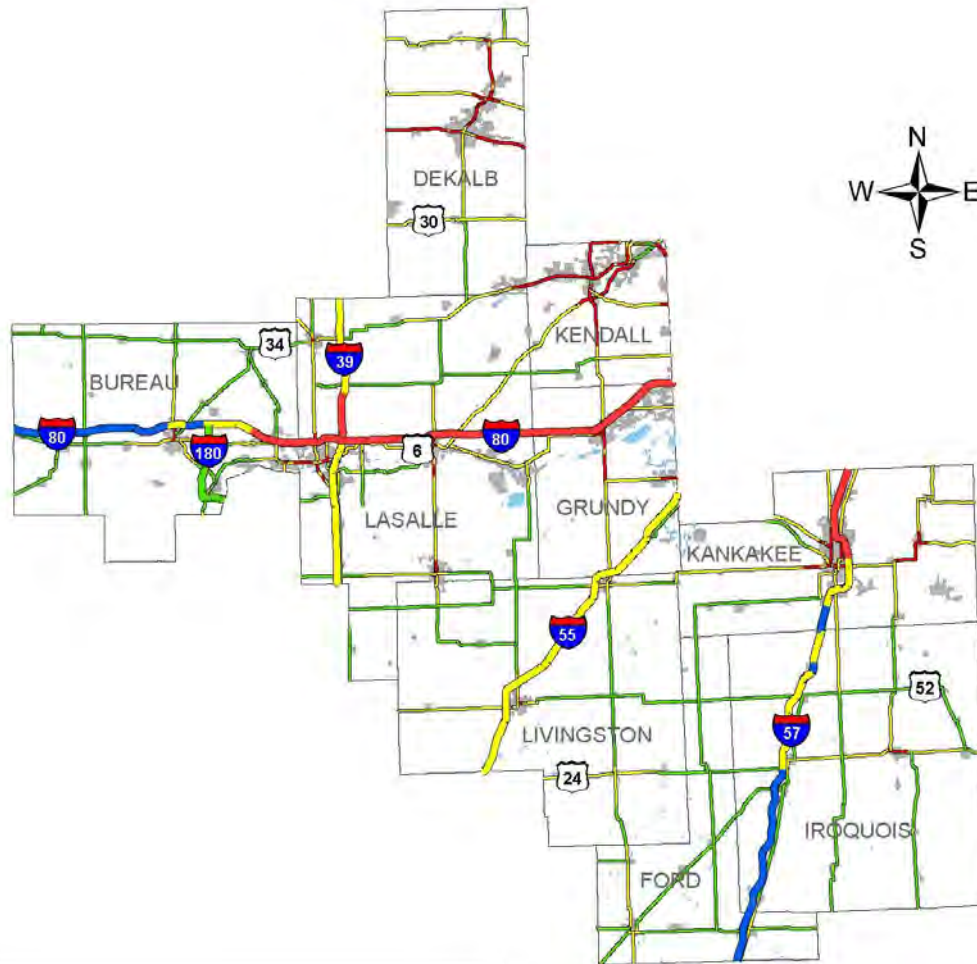 N
W E
S
DEKALB
30
KENDALL
34
39
BUREAU
80
180
6
80
LASALLE
GRUNDY
KANKAKEE
55
52
LIVINGSTON
57
24
IROQUOIS
FORD